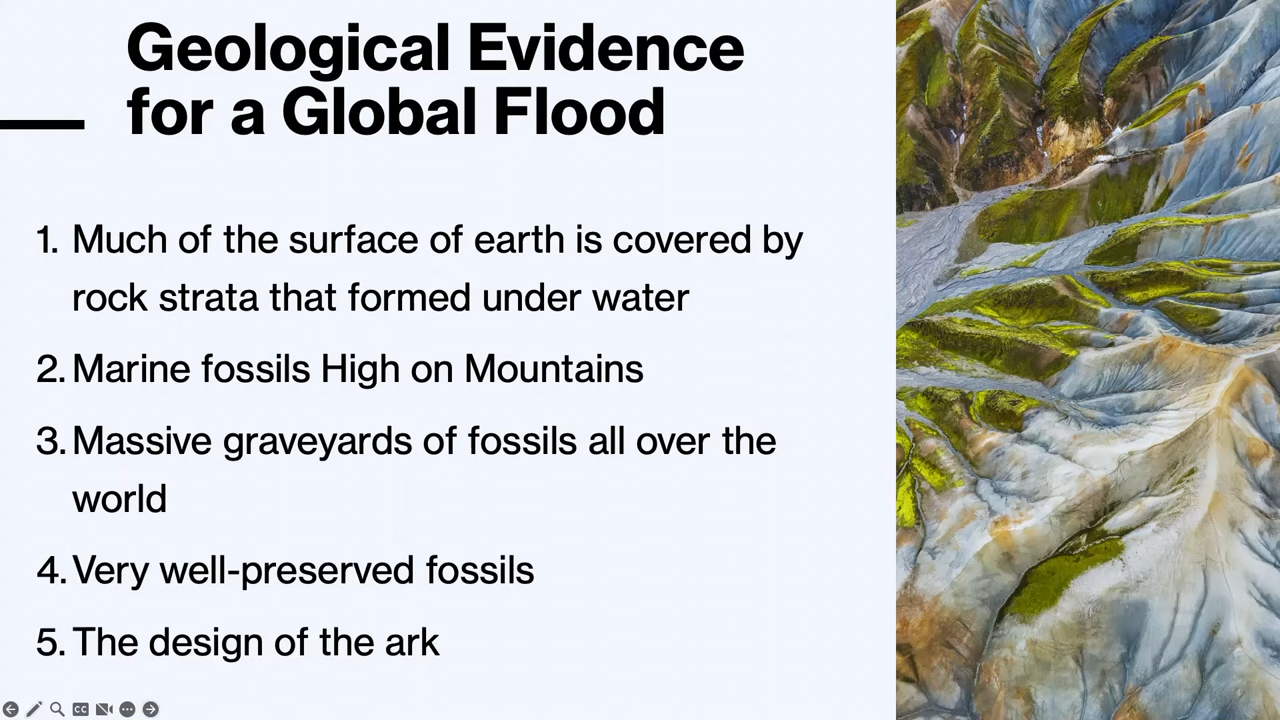 Geological Evidence
for a Global Flood
1. Much of the surface of earth is covered by
rock strata that formed under water
2. Marine fossils High on Mountains
3. Massive graveyards of fossils all over the
world
4. Very well-preserved fossils
5. The design of the ark
CC